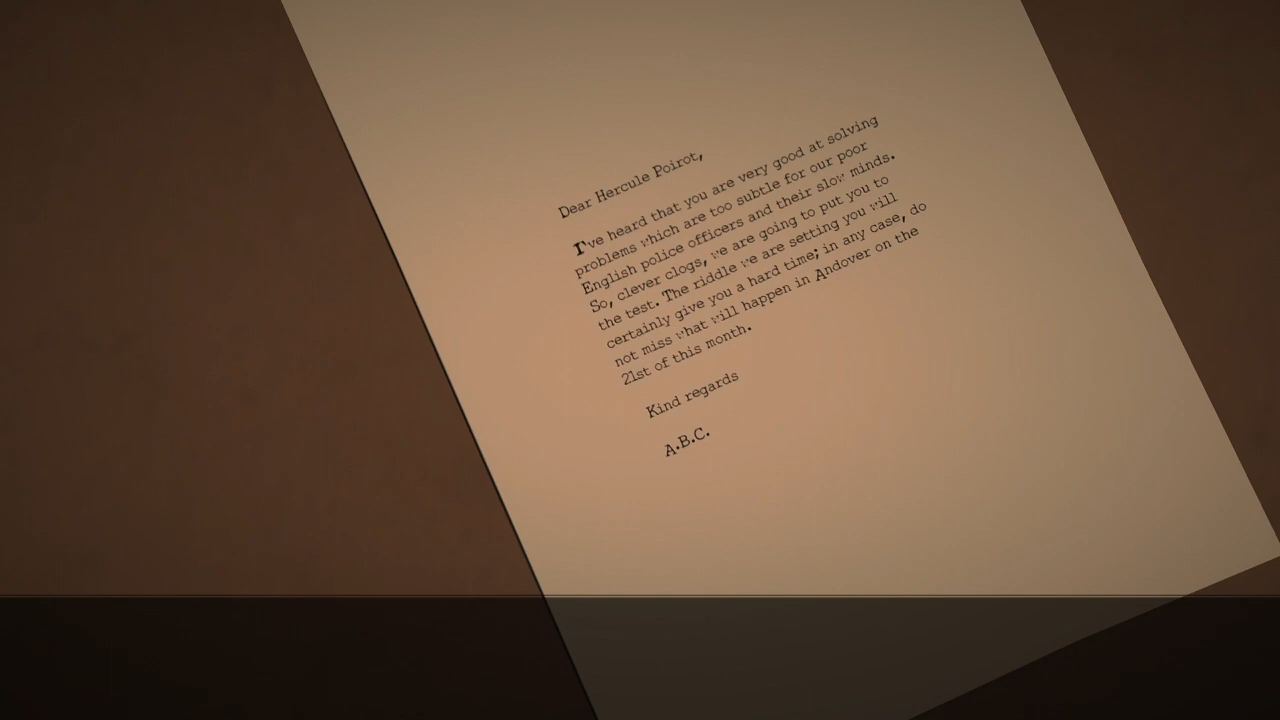 Dear Hercule Poirot,
I've heard that you are very good at solving
problems which are too subtle for our poor
English police officers and their slow minds.
So, clever clogs, we are going to put you to
the test. The riddle we are setting you will
certainly give you a hard time; in any case, do
not miss what will happen in Andover on the
21st of this month.
Kind regards
A.B.C.